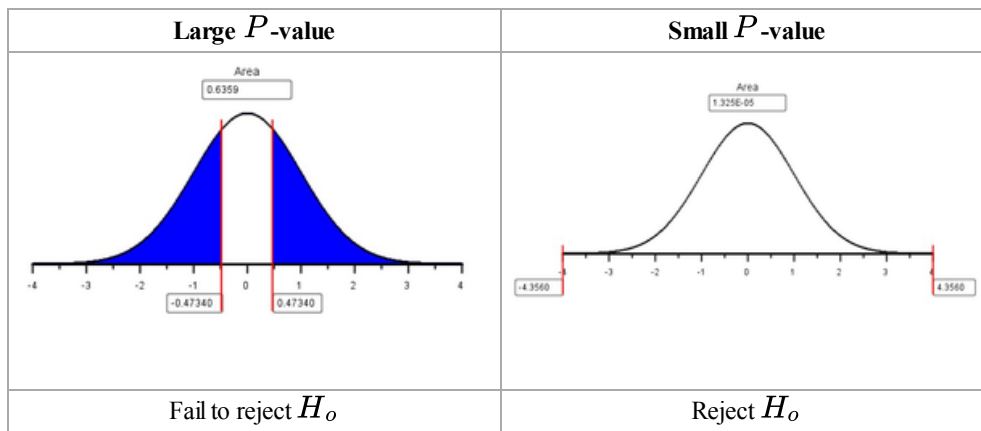 Large P-value
Small P-value
Area
0.6359
-4 -3 -2 -1 0 1 2 3 4
-0.47340
0.47340
Area
1.325E-05
-4 -3 -2 -1 0 1 2 3 4
-4.3560
4.3560
Fail to reject Ho
Reject Ho